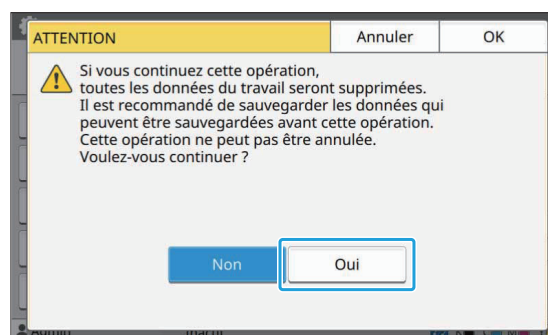 ATTENTION
Annuler
OK
Si vous continuez cette opération,
toutes les données du travail seront supprimées.
Il est recommandé de sauvegarder les données qui
peuvent être sauvegardées avant cette opération.
Cette opération ne peut pas être annulée.
Voulez-vous continuer ?
Non
Oui
Admin